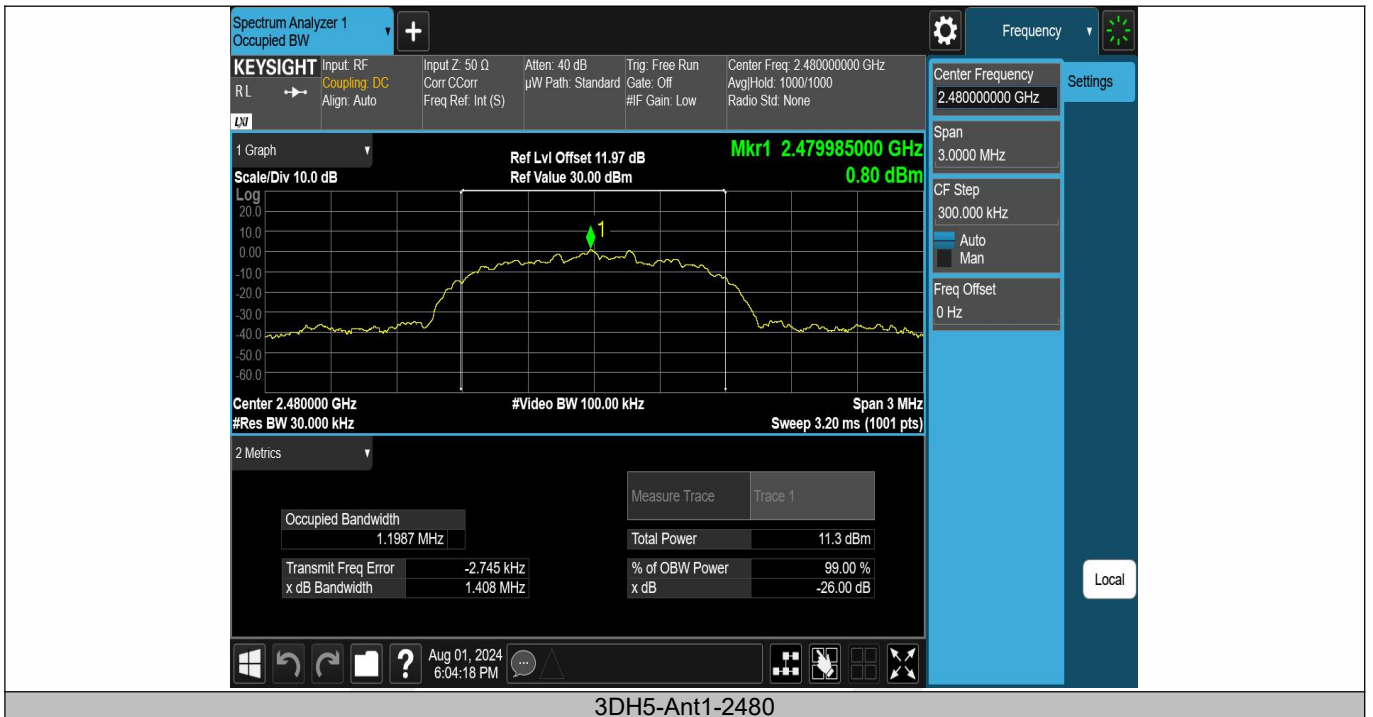 Spectrum Analyzer 1
Occupied BW
+
Frequency
KEYSIGHT
RL
LXI
Input: RF
Coupling: DC
Align: Auto
Input Z: 50 Ω
Corr CCorr
Freq Ref: Int (S)
Atten: 40 dB
µW Path: Standard
Trig: Free Run
Gate: Off
#IF Gain: Low
Center Freq: 2.480000000 GHz
Avg|Hold: 1000/1000
Radio Std: None
Center Frequency
2.480000000 GHz
Settings
Span
3.0000 MHz
CF Step
300.000 kHz
Auto
Man
Freq Offset
0 Hz
Local
1 Graph
Scale/Div 10.0 dB
Ref Lvl Offset 11.97 dB
Ref Value 30.00 dBm
Mkr1 2.479985000 GHz
0.80 dBm
Log
20.0
10.0
0.00
-10.0
-20.0
-30.0
-40.0
-50.0
-60.0
1
Center 2.480000 GHz
#Video BW 100.00 kHz
Span 3 MHz
#Res BW 30.000 kHz
Sweep 3.20 ms (1001 pts)
2 Metrics
Measure Trace Trace 1
Occupied Bandwidth
1.1987 MHz
Total Power 11.3 dBm
Transmit Freq Error -2.745 kHz
% of OBW Power 99.00 %
x dB Bandwidth 1.408 MHz
x dB -26.00 dB
?
Aug 01, 2024
6:04:18 PM
3DH5-Ant1-2480